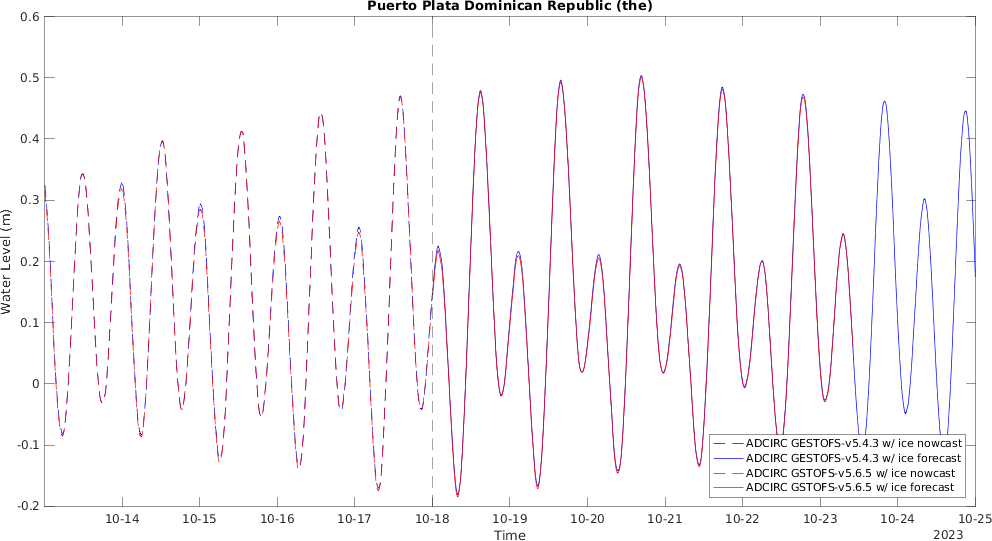 Puerto Plata Dominican Republic (the)
Water Level (m)
0.6
0.5
0.4
0.3
0.2
0.1
0
-0.1
-0.2
ADCIRC GESTOFS-v5.4.3 w/ ice nowcast
ADCIRC GESTOFS-v5.4.3 w/ ice forecast
ADCIRC GSTOFS-v5.6.5 w/ ice nowcast
ADCIRC GSTOFS-v5.6.5 w/ ice forecast
10-14 10-15 10-16 10-17 10-18 10-19 10-20 10-21 10-22 10-23 10-24 10-25
Time
2023